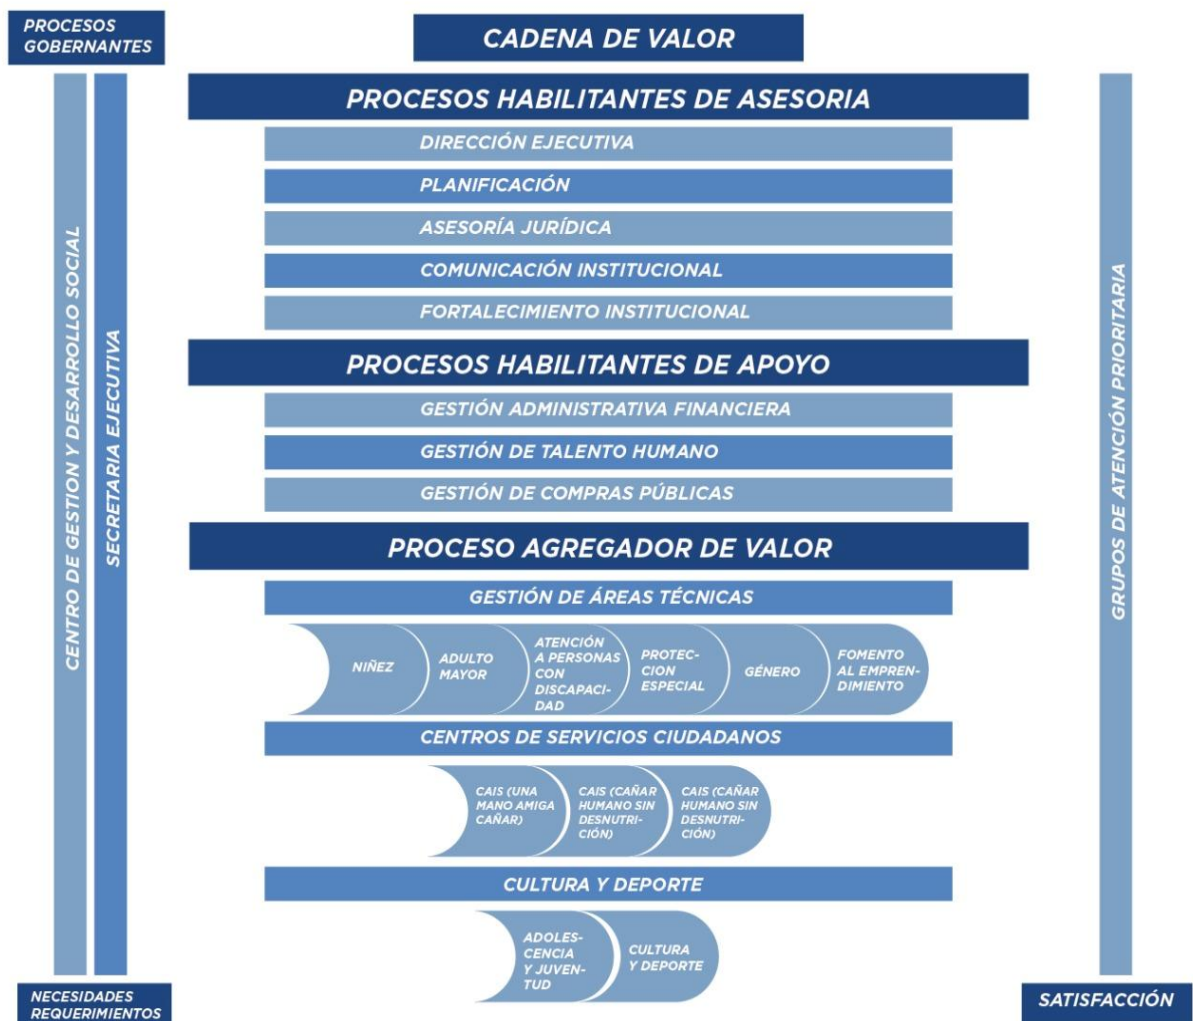 PROCESOS
GOBERNANTES
CADENA DE VALOR
CENTRO DE GESTION Y DESARROLLO SOCIAL
SECRETARIA EJECUTIVA
PROCESOS HABILITANTES DE ASESORIA
DIRECCIÓN EJECUTIVA
PLANIFICACIÓN
ASESORÍA JURÍDICA
COMUNICACIÓN INSTITUCIONAL
FORTALECIMIENTO INSTITUCIONAL
PROCESOS HABILITANTES DE APOYO
GESTIÓN ADMINISTRATIVA FINANCIERA
GESTIÓN DE TALENTO HUMANO
GESTIÓN DE COMPRAS PÚBLICAS
PROCESO AGREGADOR DE VALOR
GESTIÓN DE ÁREAS TÉCNICAS
NIÑEZ
ADULTO
MAYOR
ATENCIÓN
A PERSONAS
CON
DISCAPACI-
DAD
PROTEC-
CION
ESPECIAL
GÉNERO
FOMENTO
AL EMPREN-
DIMIENTO
CENTROS DE SERVICIOS CIUDADANOS
CAIS (UNA
MANO AMIGA
CAÑAR)
CAIS (CAÑAR
HUMANO SIN
DESNUTRI-
CIÓN)
CAIS (CAÑAR
HUMANO SIN
DESNUTRI-
CIÓN)
CULTURA Y DEPORTE
ADOLES-
CENCIA
Y JUVEN-
TUD
CULTURA
Y DEPORTE
GRUPOS DE ATENCIÓN PRIORITARIA
NECESIDADES
REQUERIMIENTOS
SATISFACCIÓN